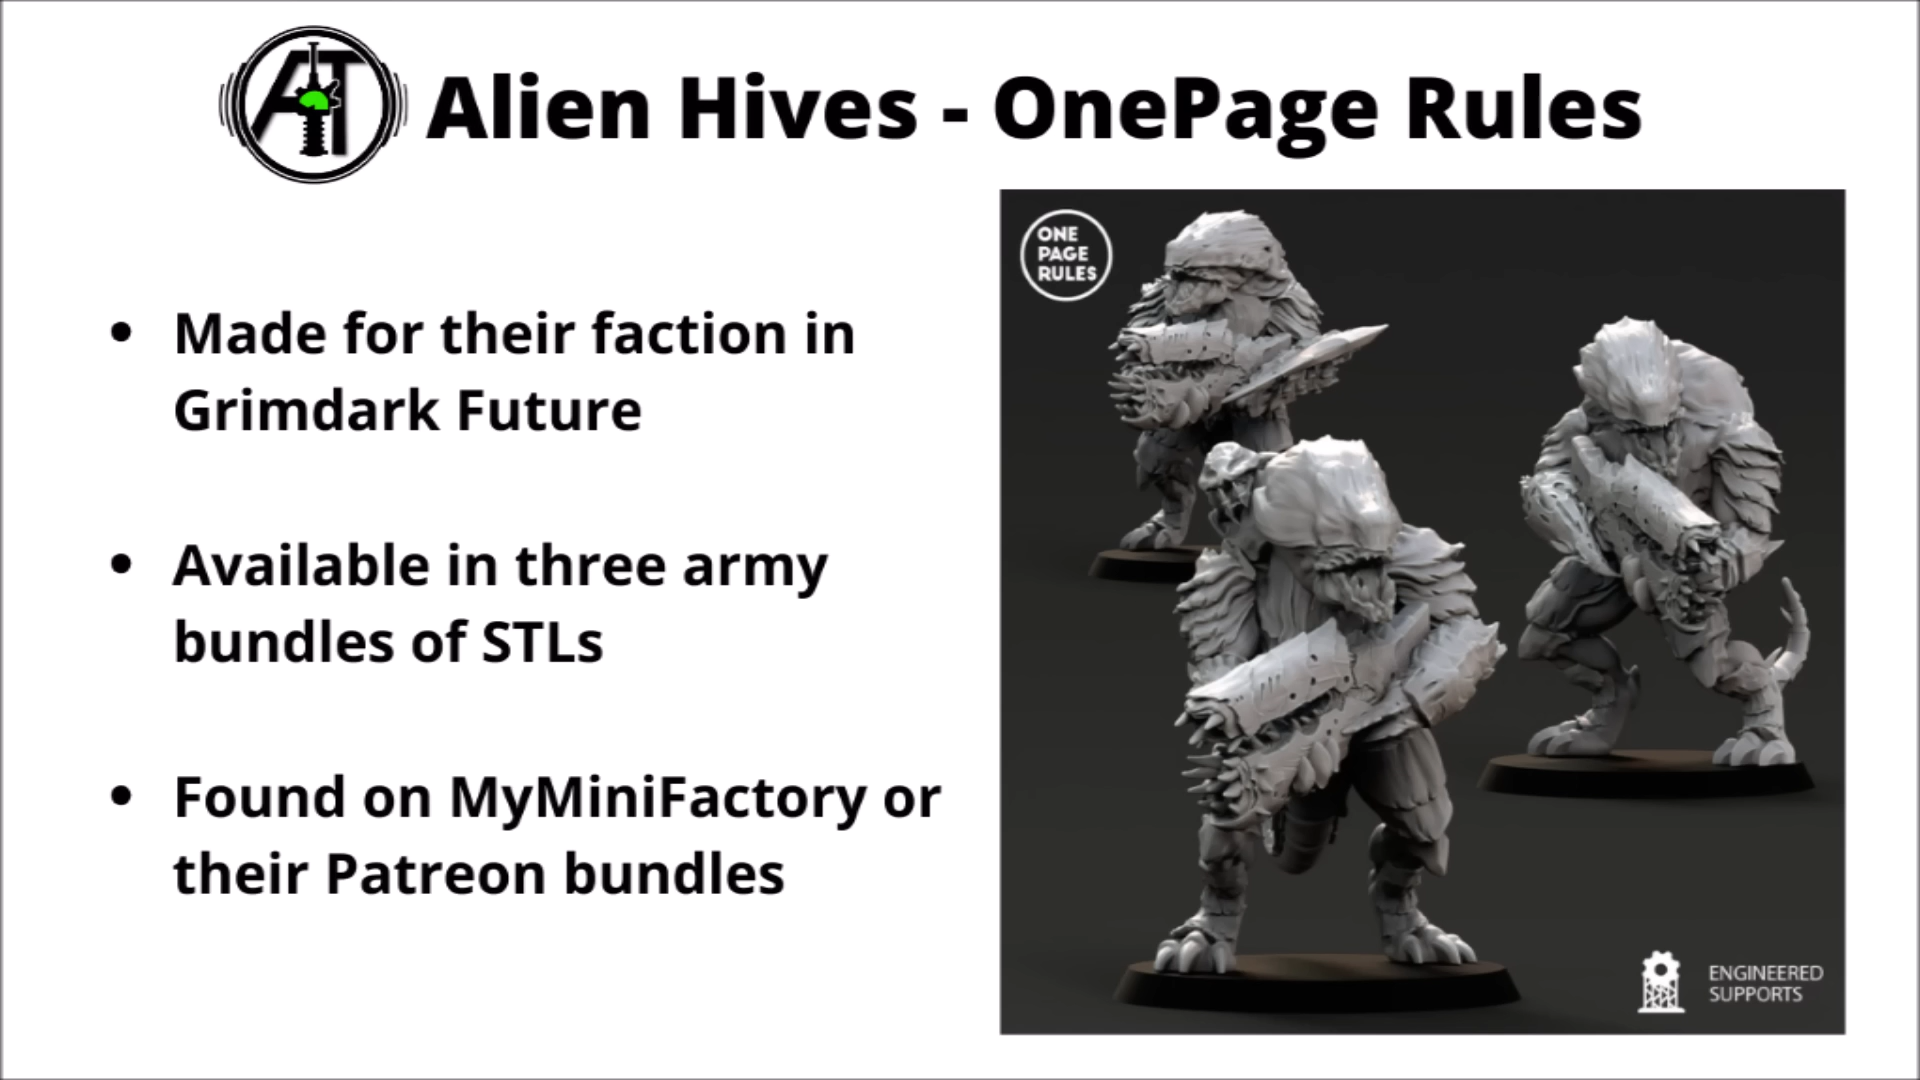 AT Alien Hives - OnePage Rules
• Made for their faction in
Grimdark Future
• Available in three army
bundles of STLs
• Found on MyMiniFactory or
their Patreon bundles
ONE
PAGE
RULES
ENGINEERED
SUPPORTS